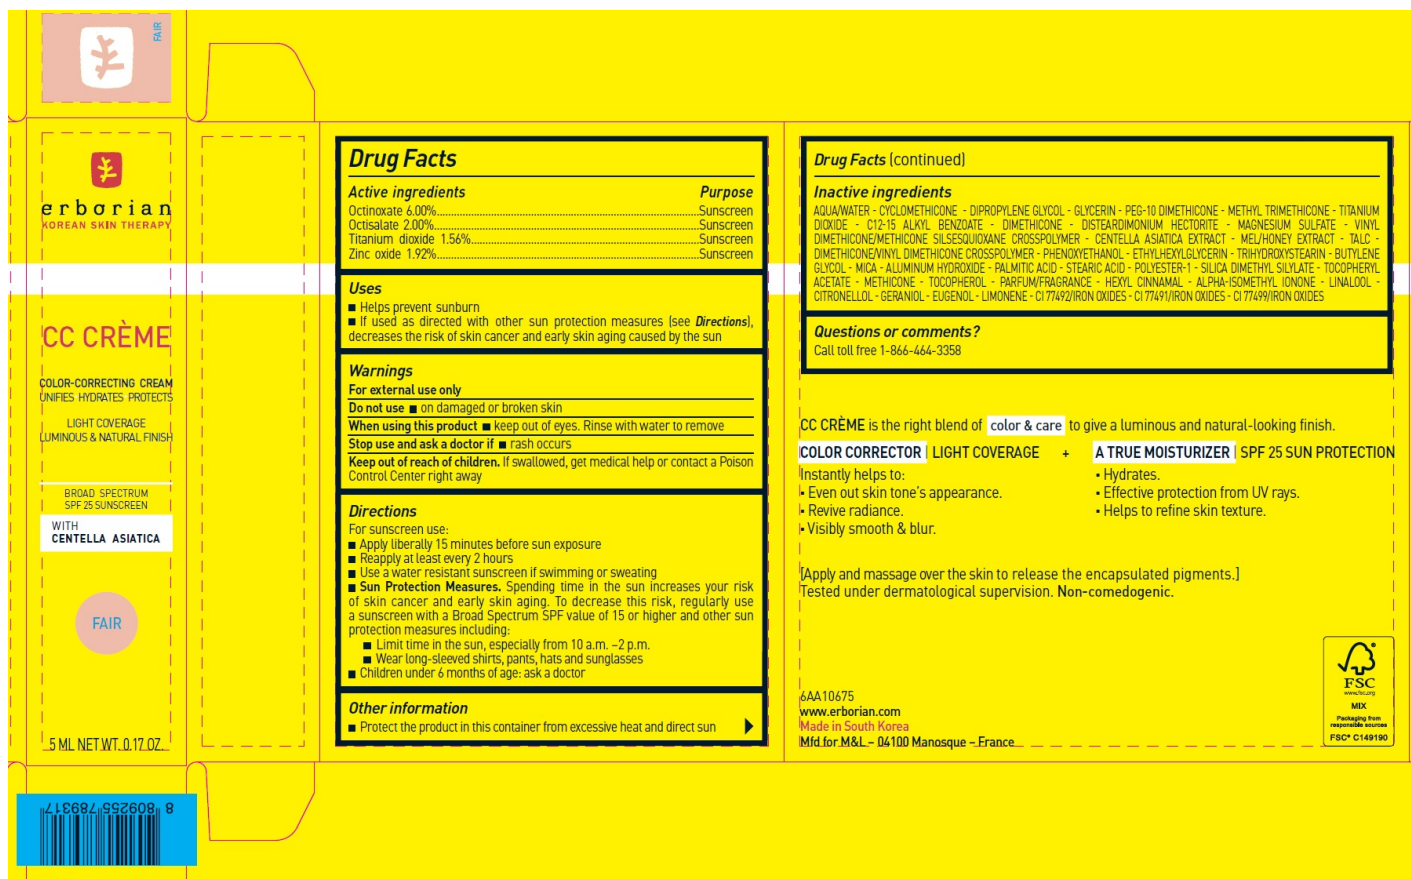 FAIR
erborian
KOREAN SKIN THERAPY
CC CRÈME
COLOR-CORRECTING CREAM
UNIFIES HYDRATES PROTECTS
LIGHT COVERAGE
LUMINOUS & NATURAL FINISH
BROAD SPECTRUM
SPF 25 SUNSCREEN
WITH
CENTELLA ASIATICA
FAIR
5 ML NET WT. 0.17 OZ.
8 809255 789317
Drug Facts
Active ingredients Purpose
Octinoxate 6.00%...Sunscreen
Octisalate 2.00%...Sunscreen
Titanium dioxide 1.56%...Sunscreen
Zinc oxide 1.92%...Sunscreen
Uses
■ Helps prevent sunburn
■ If used as directed with other sun protection measures (see Directions),
decreases the risk of skin cancer and early skin aging caused by the sun
Warnings
For external use only
Do not use ■ on damaged or broken skin
When using this product ■ keep out of eyes. Rinse with water to remove
Stop use and ask a doctor if ■ rash occurs
Keep out of reach of children. If swallowed, get medical help or contact a Poison
Control Center right away
Directions
For sunscreen use:
■ Apply liberally 15 minutes before sun exposure
■ Reapply at least every 2 hours
■ Use a water resistant sunscreen if swimming or sweating
■ Sun Protection Measures. Spending time in the sun increases your risk
of skin cancer and early skin aging. To decrease this risk, regularly use
a sunscreen with a Broad Spectrum SPF value of 15 or higher and other sun
protection measures including:
■ Limit time in the sun, especially from 10 a.m. –2 p.m.
■ Wear long-sleeved shirts, pants, hats and sunglasses
■ Children under 6 months of age: ask a doctor
Other information
■ Protect the product in this container from excessive heat and direct sun
Drug Facts (continued)
Inactive ingredients
AQUA/WATER - CYCLOMETHICONE - DIPROPYLENE GLYCOL - GLYCERIN - PEG-10 DIMETHICONE - METHYL TRIMETHICONE - TITANIUM
DIOXIDE - C12-15 ALKYL BENZOATE - DIMETHICONE - DISTEARDIMONIUM HECTORITE - MAGNESIUM SULFATE - VINYL
DIMETHICONE/METHICONE SILSESQUIOXANE CROSSPOLYMER - CENTELLA ASIATICA EXTRACT - MEL/HONEY EXTRACT - TALC -
DIMETHICONE/VINYL DIMETHICONE CROSSPOLYMER - PHENOXYETHANOL - ETHYLHEXYLGLYCERIN - TRIHYDROXYSTEARIN - BUTYLENE
GLYCOL - MICA - ALUMINUM HYDROXIDE - PALMITIC ACID - STEARIC ACID - POLYESTER-1 - SILICA DIMETHYL SILYLATE - TOCOPHERYL
ACETATE - METHICONE - TOCOPHEROL - PARFUM/FRAGRANCE - HEXYL CINNAMAL - ALPHA-ISOMETHYL IONONE - LINALOOL -
CITRONELLOL - GERANIOL - EUGENOL - LIMONENE - CI 77492/IRON OXIDES - CI 77491/IRON OXIDES - CI 77499/IRON OXIDES
Questions or comments?
Call toll free 1-866-464-3358
CC CRÈME is the right blend of color & care to give a luminous and natural-looking finish.
COLOR CORRECTOR | LIGHT COVERAGE + A TRUE MOISTURIZER | SPF 25 SUN PROTECTION
Instantly helps to:
▪ Even out skin tone's appearance.
▪ Revive radiance.
▪ Visibly smooth & blur.
▪ Hydrates.
▪ Effective protection from UV rays.
▪ Helps to refine skin texture.
[Apply and massage over the skin to release the encapsulated pigments.]
Tested under dermatological supervision. Non-comedogenic.
6AA10675
www.erborian.com
Made in South Korea
Mfd for M&L – 04100 Manosque – France
FSC
www.fsc.org
MIX
Packaging from
responsible sources
FSC® C149190